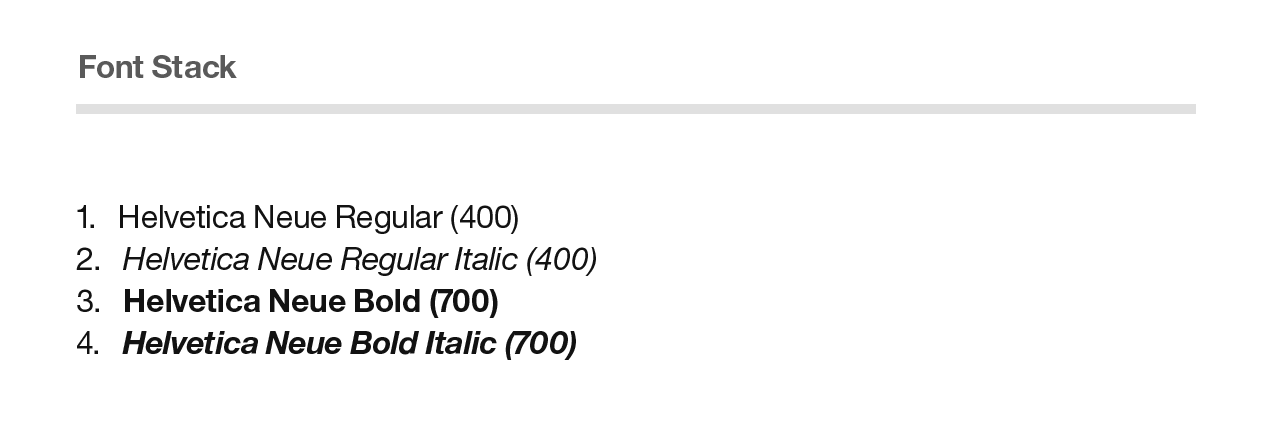 Font Stack
1. Helvetica Neue Regular (400)
2. Helvetica Neue Regular Italic (400)
3. Helvetica Neue Bold (700)
4. Helvetica Neue Bold Italic (700)